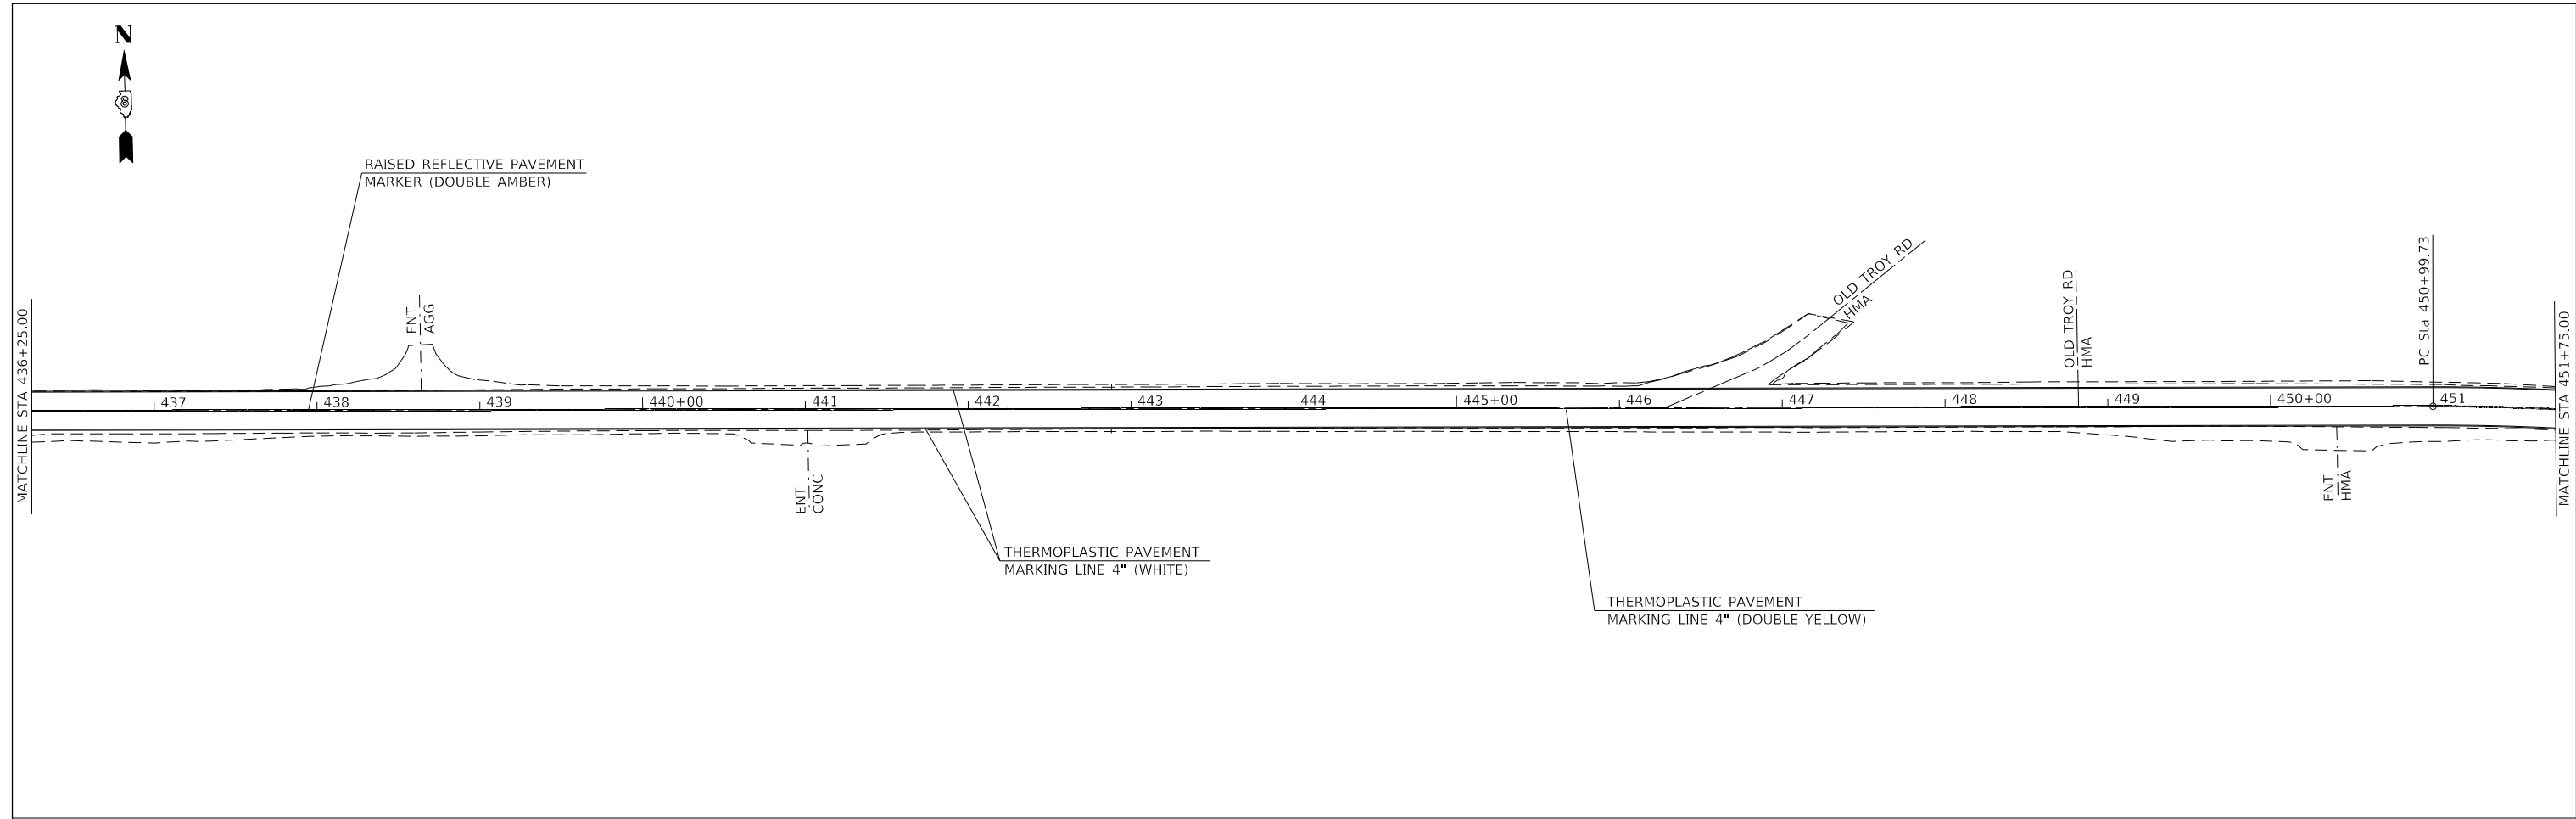 N
8
RAISED REFLECTIVE PAVEMENT
MARKER (DOUBLE AMBER)
MATCHLINE STA 436+25.00
ENT
AGG
OLD TROY RD
HMA
OLD TROY RD
HMA
PC Sta 450+99.73
MATCHLINE STA 451+75.00
437
438
439
440+00
441
442
443
444
445+00
446
447
448
449
450+00
451
ENT
CONC
ENT
HMA
THERMOPLASTIC PAVEMENT
MARKING LINE 4" (WHITE)
THERMOPLASTIC PAVEMENT
MARKING LINE 4" (DOUBLE YELLOW)